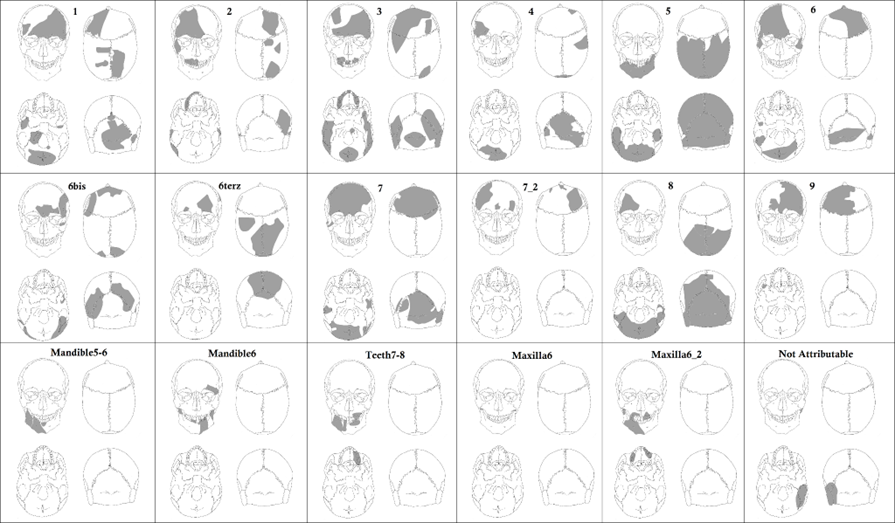 1
2
3
4
5
6
6bis
6terz
7
7_2
8
9
Mandible5-6
Mandible6
Teeth7-8
Maxilla6
Maxilla6_2
Not Attributable